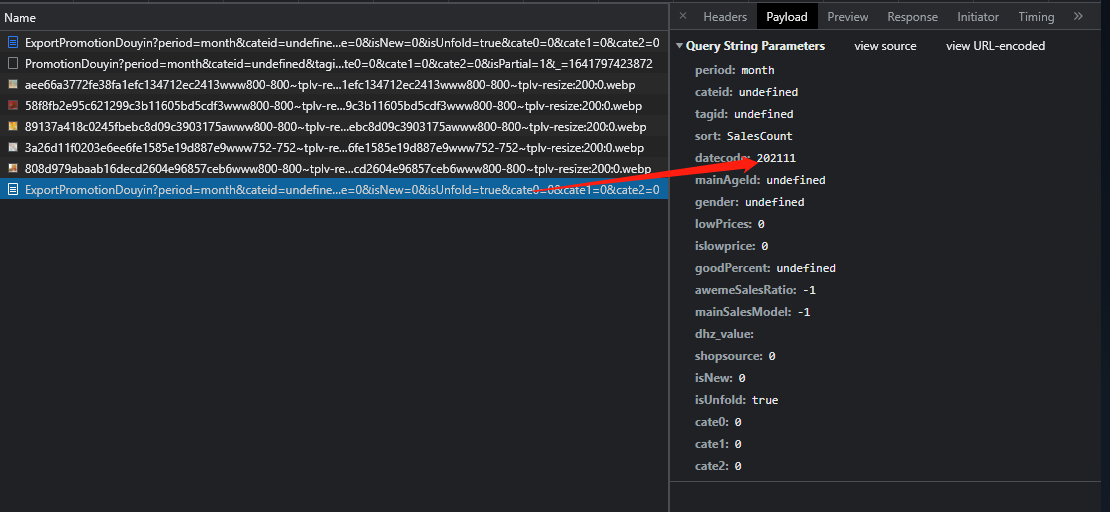 Name
ExportPromotionDouyin?period=month&cateid=undefine...e=0&isNew=0&isUnfold=true&cate0=0&cate1=0&cate2=0
PromotionDouyin?period=month&cateid=undefined&tagi...te0=0&cate1=0&cate2=0&isPartial=1&_=1641797423872
aee66a3772fe38fa1efc134712ec2413www800-800~tplv-re...1efc134712ec2413www800-800~tplv-resize:200:0.webp
58f8fb2e95c621299c3b11605bd5cdf3www800-800~tplv-re...9c3b11605bd5cdf3www800-800~tplv-resize:200:0.webp
89137a418c0245fbebc8d09c3903175awww800-800~tplv-re...ebc8d09c3903175awww800-800~tplv-resize:200:0.webp
3a26d11f0203e6ee6fe1585e19d887e9www752-752~tplv-re...6fe1585e19d887e9www752-752~tplv-resize:200:0.webp
808d979abaab16decd2604e96857ceb6www800-800~tplv-re...cd2604e96857ceb6www800-800~tplv-resize:200:0.webp
ExportPromotionDouyin?period=month&cateid=undefine...e=0&isNew=0&isUnfold=true&cate0=0&cate1=0&cate2=0
× Headers Payload Preview Response Initiator Timing »
▼ Query String Parameters view source view URL-encoded
period: month
cateid: undefined
tagid: undefined
sort: SalesCount
datecode: 202111
mainAgeId: undefined
gender: undefined
lowPrices: 0
islowprice: 0
goodPercent: undefined
awemeSalesRatio: -1
mainSalesModel: -1
dhz_value:
shopsource: 0
isNew: 0
isUnfold: true
cate0: 0
cate1: 0
cate2: 0